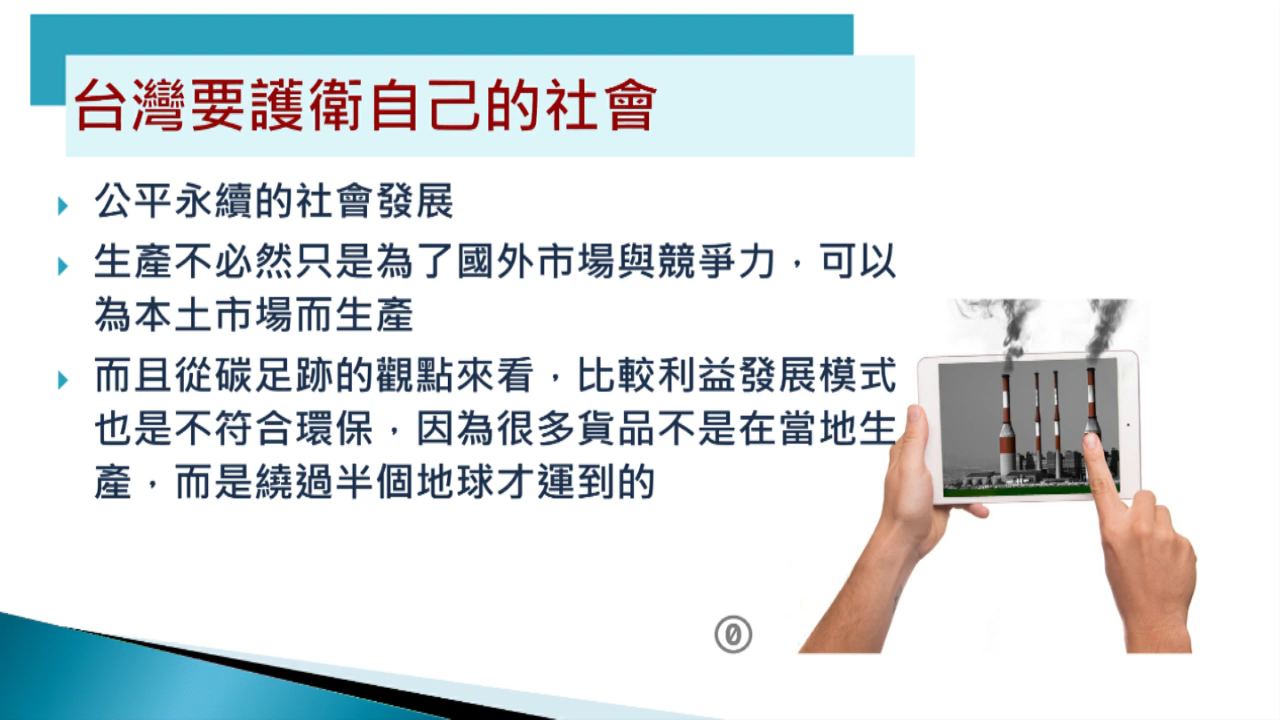 台灣要護衛自己的社會
公平永續的社會發展
生產不必然只是為了國外市場與競爭力，可以
為本土市場而生產
而且從碳足跡的觀點來看，比較利益發展模式
也是不符合環保，因為很多貨品不是在當地生
產，而是繞過半個地球才運到的